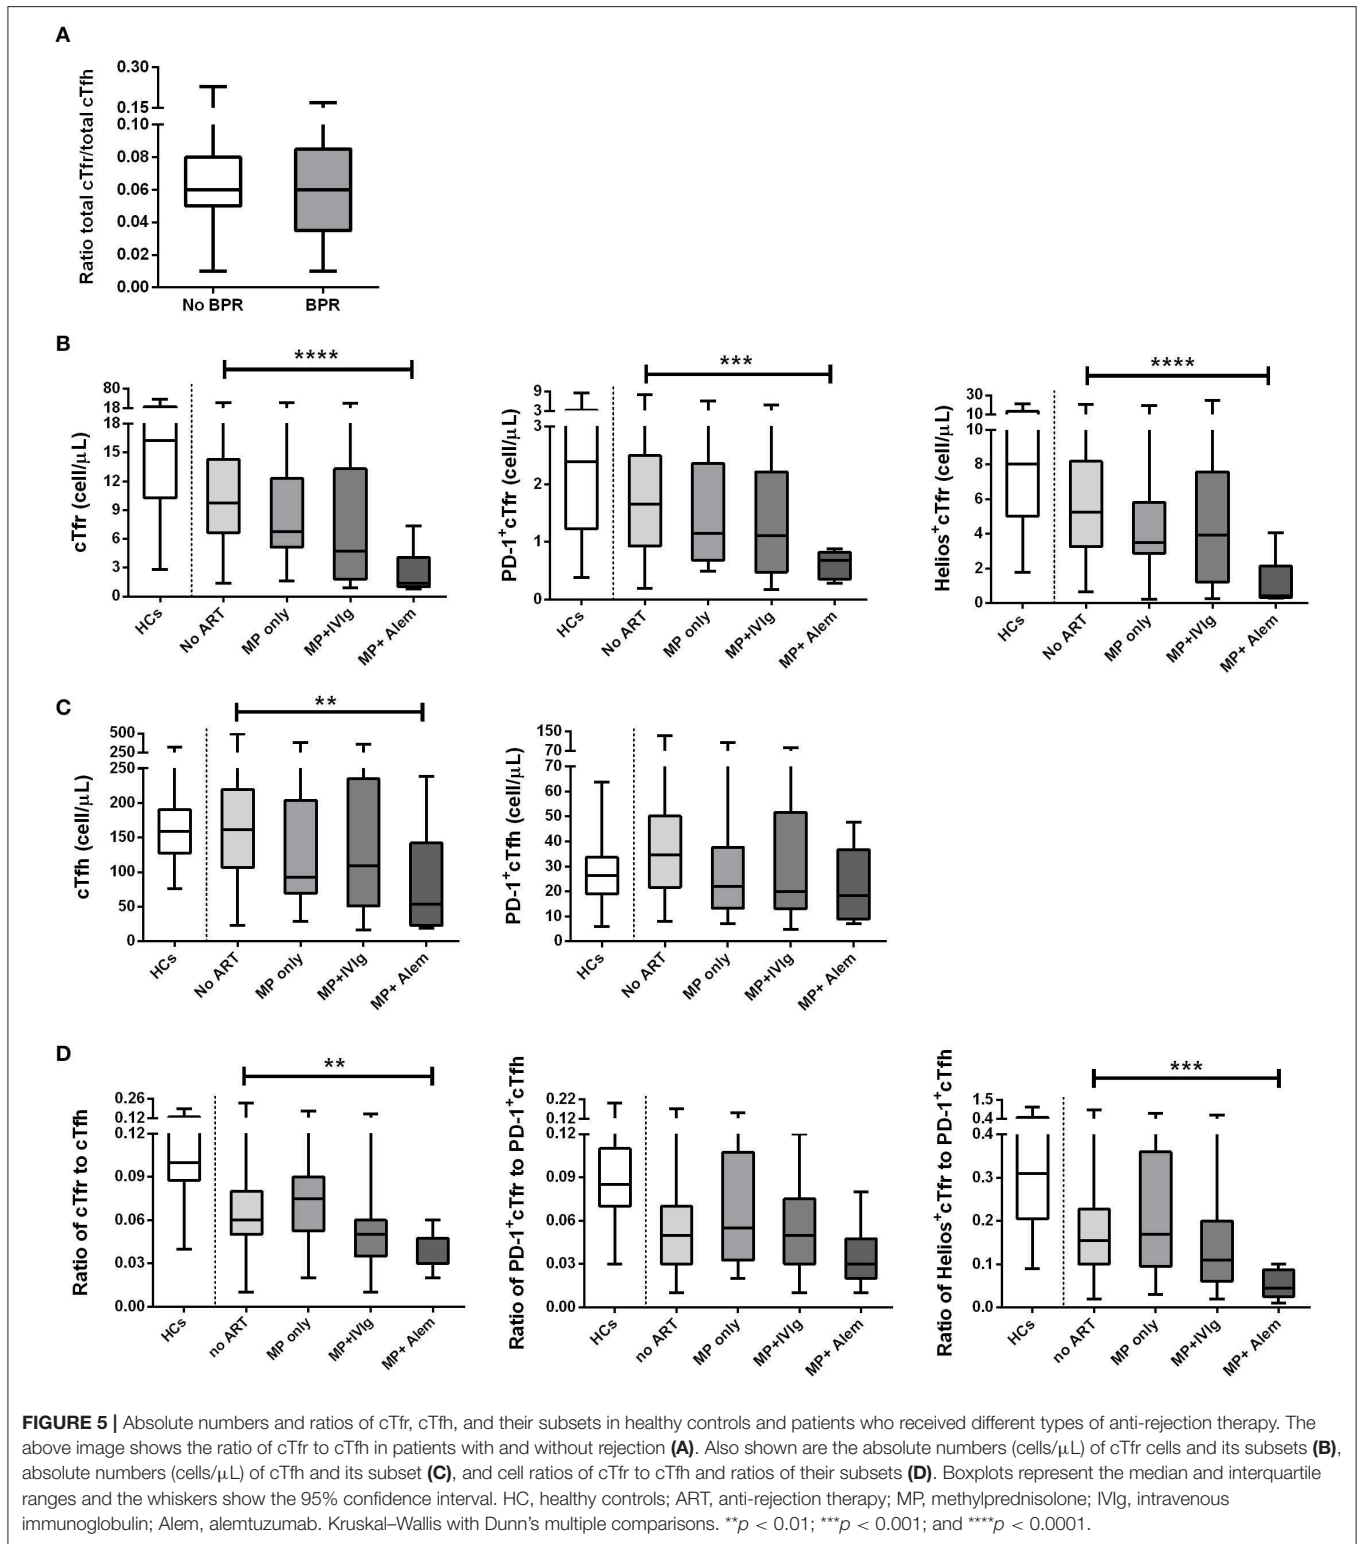 A
Ratio total cTfr/total cTfh
0.30
0.15
0.10
0.08
0.06
0.04
0.02
0.00
No BPR BPR
B
cTfr (cell/μL)
80
18
18
15
12
9
6
3
0
****
HCs No ART MP only MP+IVIg MP+ Alem
PD-1+cTfr (cell/μL)
9
3
3
2
1
0
***
HCs No ART MP only MP+IVIg MP+ Alem
Helios+cTfr (cell/μL)
30
10
10
8
6
4
2
0
****
HCs No ART MP only MP+IVIg MP+ Alem
C
cTfh (cell/μL)
500
250
250
200
150
100
50
0
**
HCs No ART MP only MP+IVIg MP+ Alem
PD-1+cTfh (cell/μL)
150
70
70
60
50
40
30
20
10
0
HCs No ART MP only MP+IVIg MP+ Alem
D
Ratio of cTfr to cTfh
0.26
0.12
0.12
0.09
0.06
0.03
0.00
**
HCs no ART MP only MP+IVIg MP+ Alem
Ratio of PD-1+cTfr to PD-1+cTfh
0.22
0.12
0.12
0.09
0.06
0.03
0.00
HCs no ART MP only MP+IVIg MP+ Alem
Ratio of Helios+cTfr to PD-1+cTfh
1.5
0.4
0.4
0.3
0.2
0.1
0.0
***
HCs no ART MP only MP+IVIg MP+ Alem
FIGURE 5 | Absolute numbers and ratios of cTfr, cTfh, and their subsets in healthy controls and patients who received different types of anti-rejection therapy. The
above image shows the ratio of cTfr to cTfh in patients with and without rejection (A). Also shown are the absolute numbers (cells/μL) of cTfr cells and its subsets (B),
absolute numbers (cells/μL) of cTfh and its subset (C), and cell ratios of cTfr to cTfh and ratios of their subsets (D). Boxplots represent the median and interquartile
ranges and the whiskers show the 95% confidence interval. HC, healthy controls; ART, anti-rejection therapy; MP, methylprednisolone; IVIg, intravenous
immunoglobulin; Alem, alemtuzumab. Kruskal–Wallis with Dunn's multiple comparisons. **p < 0.01; ***p < 0.001; and ****p < 0.0001.